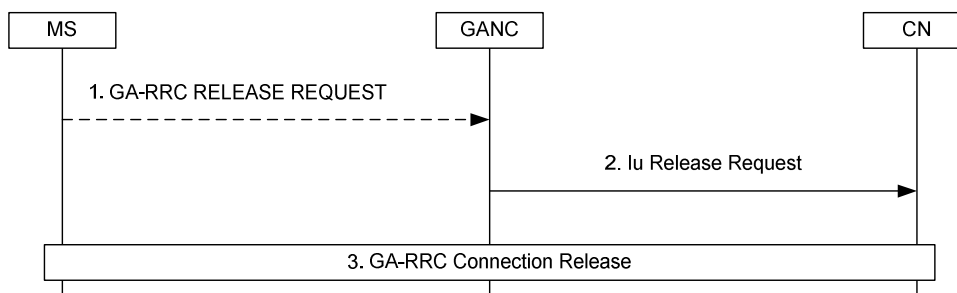 MS
GANC
CN
1. GA-RRC RELEASE REQUEST
2. Iu Release Request
3. GA-RRC Connection Release